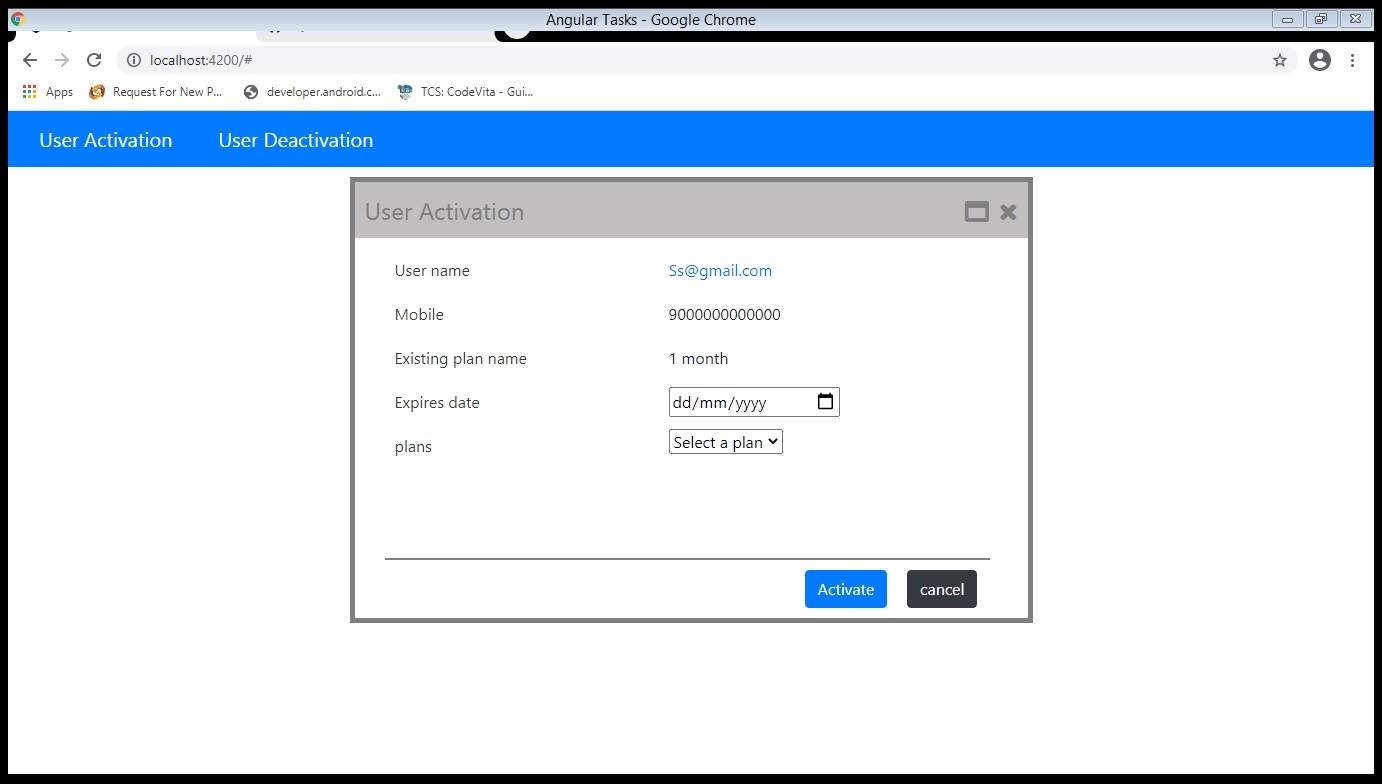 Angular Tasks - Google Chrome
localhost:4200/#
Apps Request For New P... developer.android.c... TCS: CodeVita - Gui...
User Activation User Deactivation
User Activation
User name Ss@gmail.com
Mobile 9000000000000
Existing plan name 1 month
Expires date dd/mm/yyyy
plans Select a plan
Activate cancel